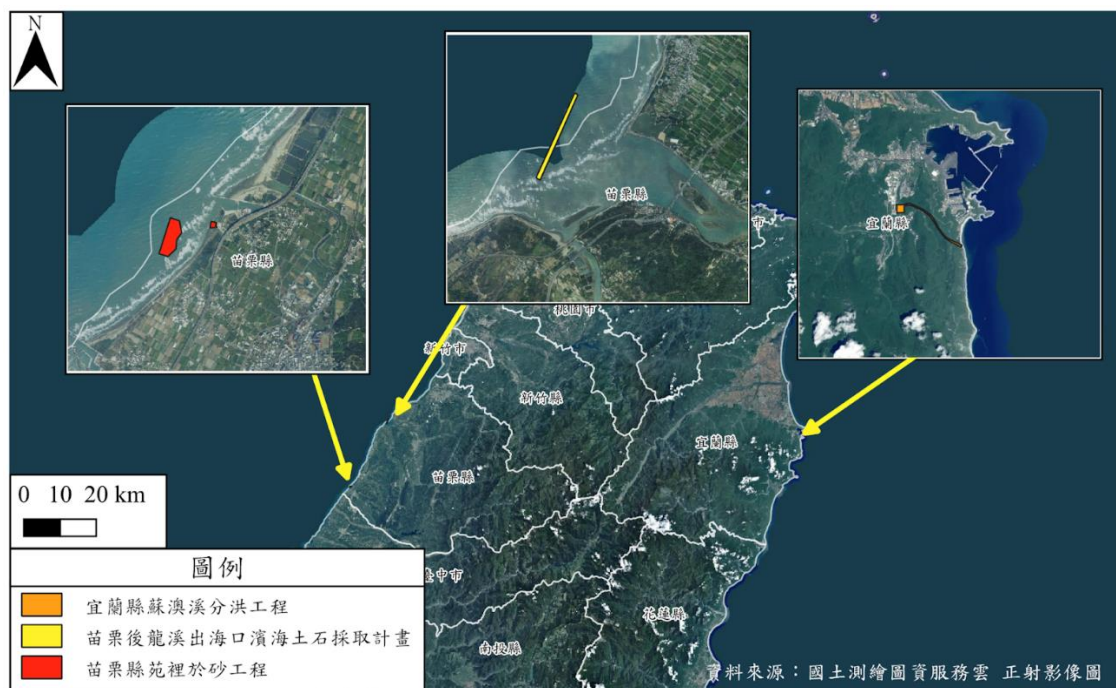 N
苗栗縣
苗栗縣
宜蘭縣
市
桃園市
新竹市
新竹縣
宜蘭縣
苗栗縣
0 10 20 km
臺中市
花蓮縣
南投縣
圖例
宜蘭縣蘇澳溪分洪工程
苗栗後龍溪出海口濱海土石採取計畫
苗栗縣苑裡於砂工程
資料來源：國土測繪圖資服務雲 正射影像圖